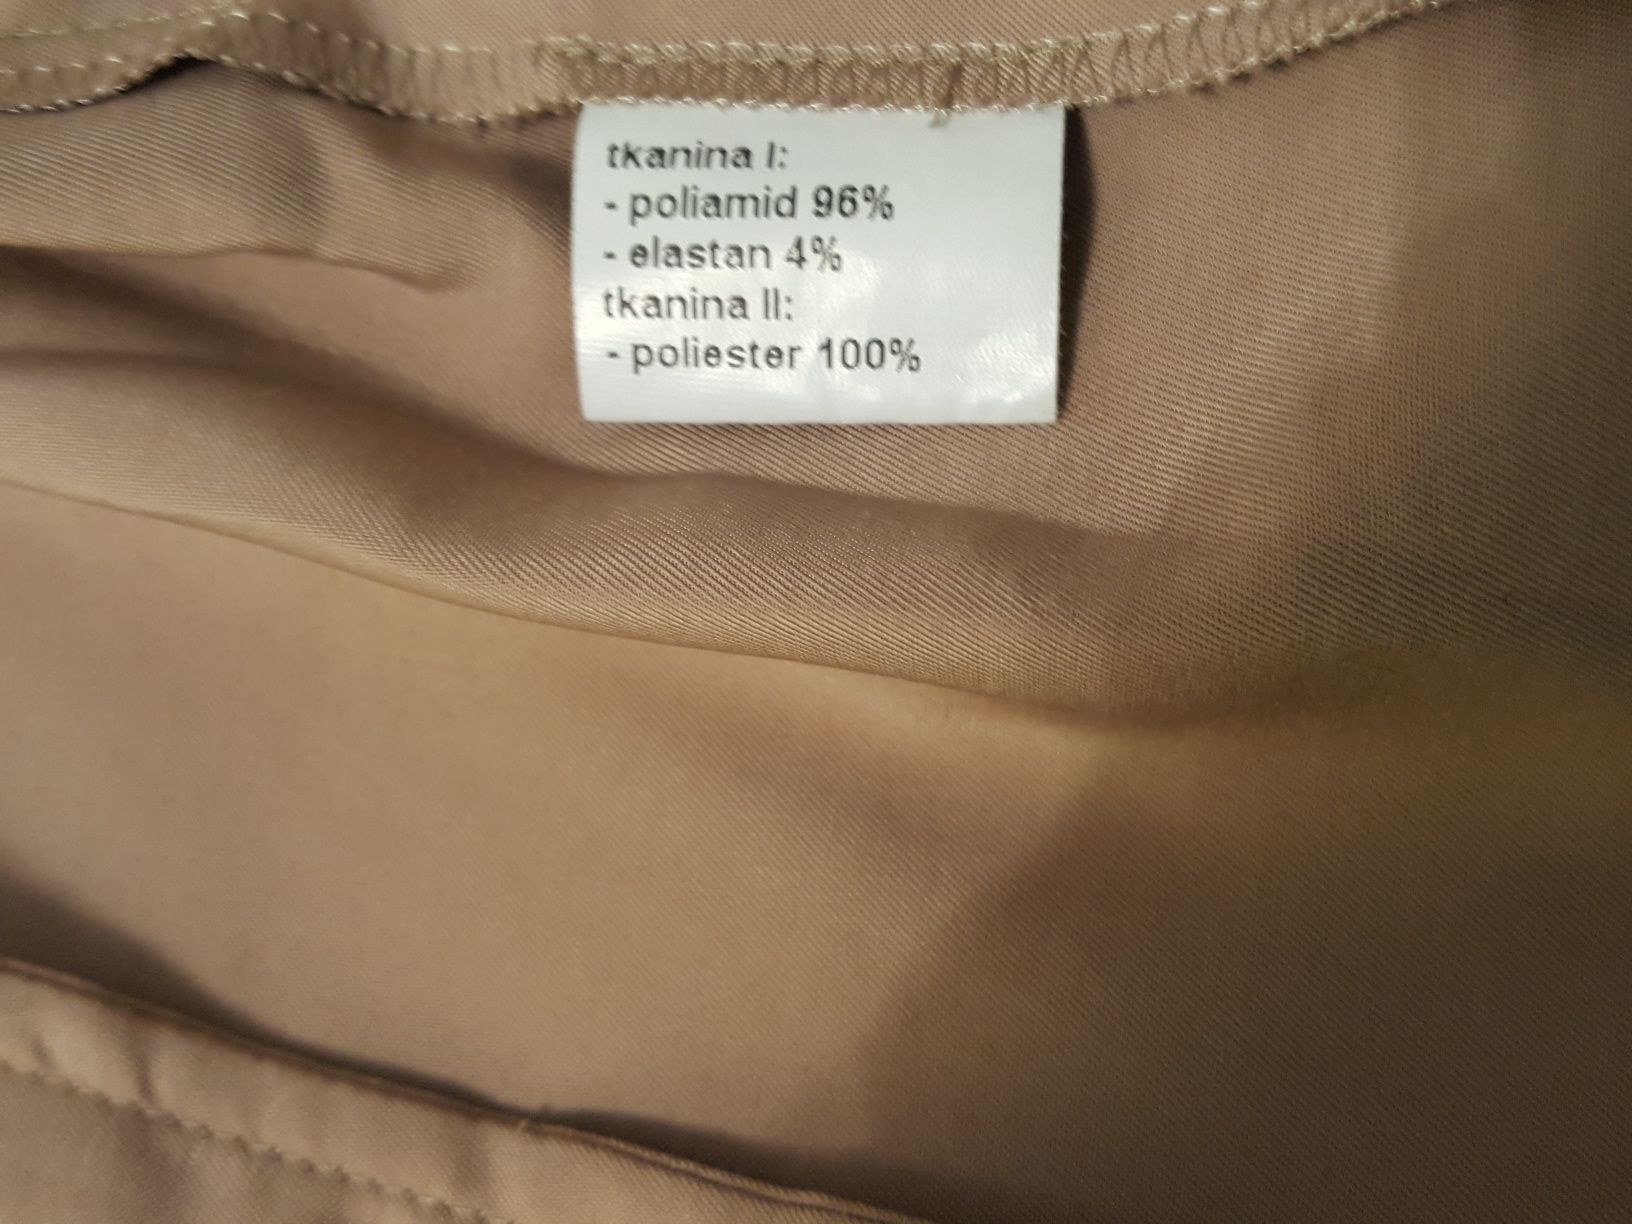 tkanina I:
- poliamid 96%
- elastan 4%
tkanina II:
- poliester 100%